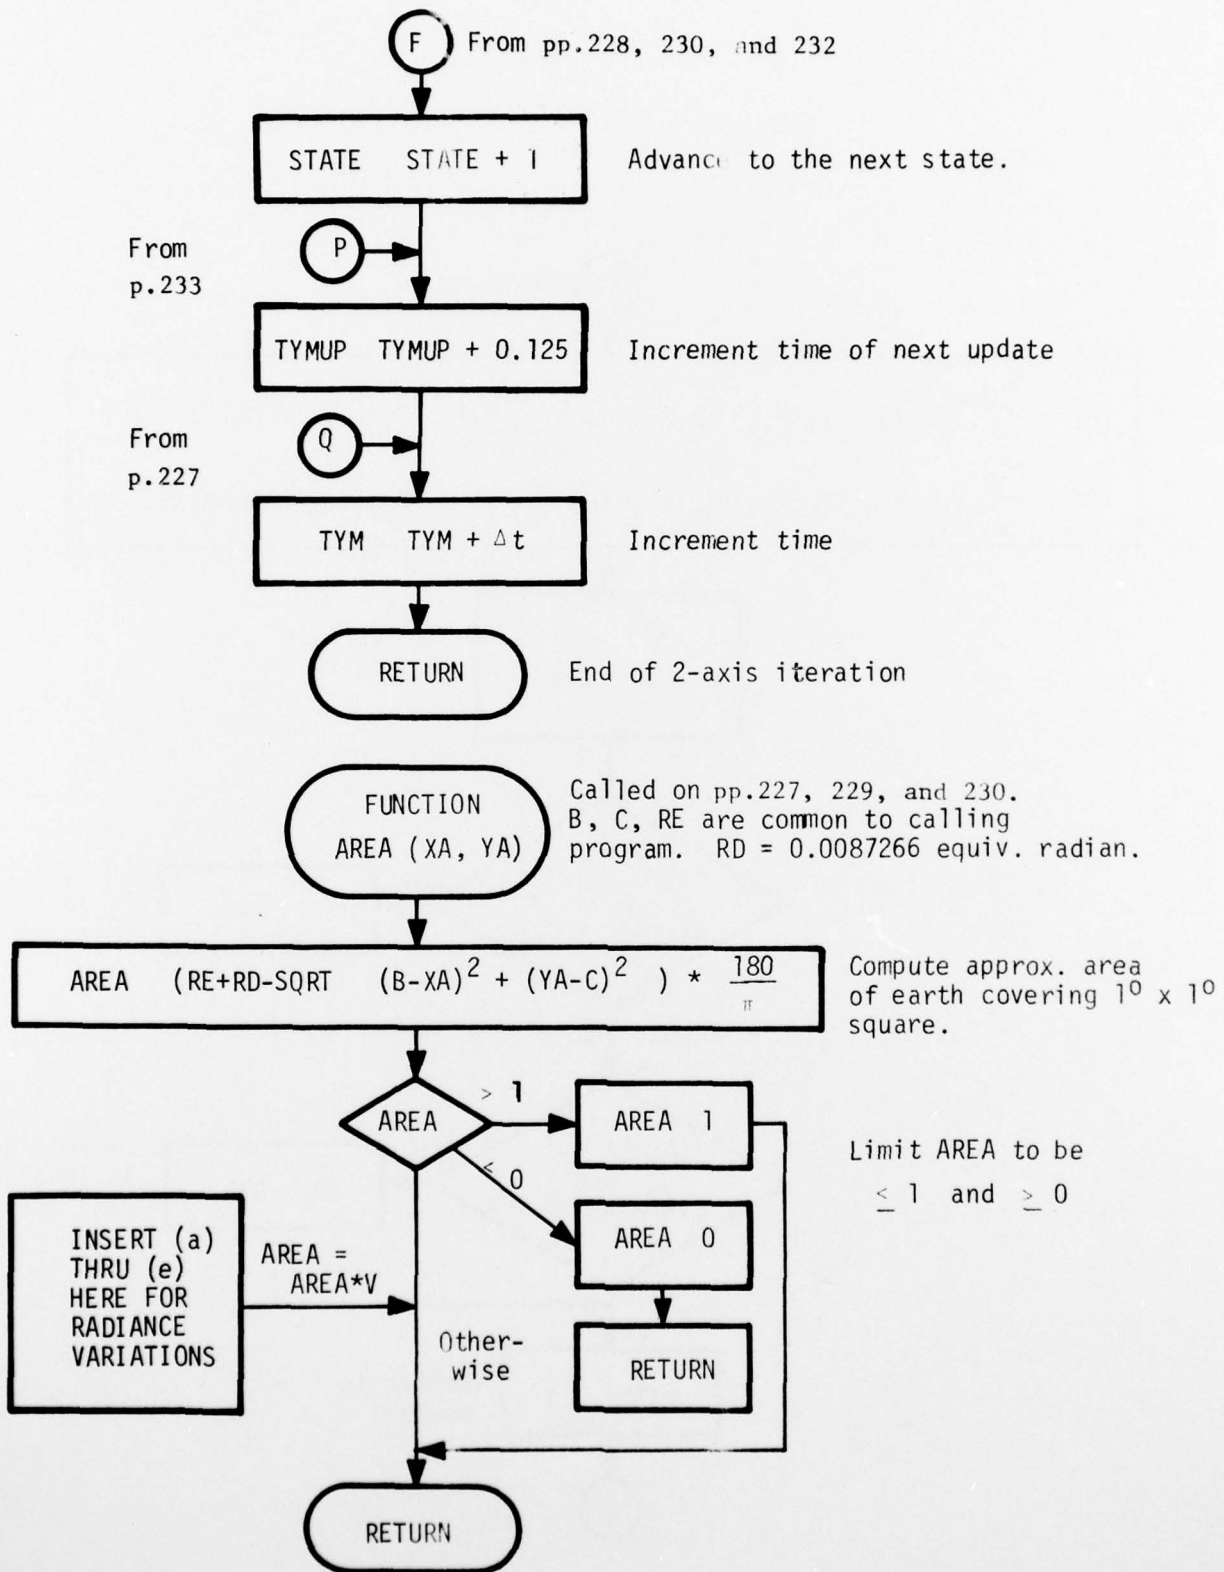 F From pp.228, 230, and 232
STATE STATE + 1 Advance to the next state.
From
p.233
P
TYMUP TYMUP + 0.125 Increment time of next update
From
p.227
Q
TYM TYM + Δt Increment time
RETURN End of 2-axis iteration
FUNCTION
AREA (XA, YA)
Called on pp.227, 229, and 230.
B, C, RE are common to calling
program. RD = 0.0087266 equiv. radian.
AREA (RE+RD-SQRT (B-XA)² + (YA-C)² ) * 180/π
Compute approx. area
of earth covering 1⁰ x 1⁰
square.
AREA
> 1
AREA 1
< 0
AREA 0
RETURN
Limit AREA to be
≤ 1 and ≥ 0
INSERT (a)
THRU (e)
HERE FOR
RADIANCE
VARIATIONS
AREA =
AREA*V
Other-
wise
RETURN